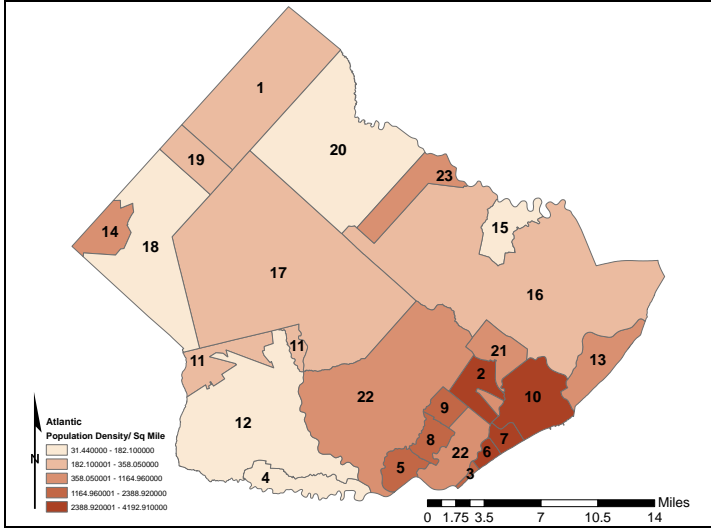 1
20
19
23
14
15
18
17
16
11
11
21
13
2
22
10
9
12
8
7
22
6
5
3
4
Atlantic
Population Density/ Sq Mile
31.440000 - 182.100000
182.100001 - 358.050000
358.050001 - 1164.960000
1164.960001 - 2388.920000
2388.920001 - 4192.910000
N
Miles
0 1.75 3.5 7 10.5 14